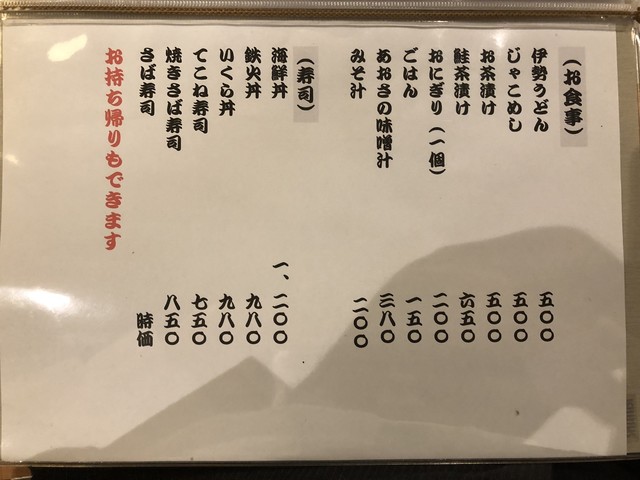 (お食事)
伊勢うどん 五〇〇
じゃこめし 五〇〇
お茶漬け 五〇〇
鮭茶漬け 六五〇
おにぎり(一個) 二〇〇
ごはん 一五〇
あおさの味噌汁 三八〇
みそ汁 二〇〇
(寿司)
海鮮丼 一、二〇〇
鉄火丼 九八〇
いくら丼 九八〇
てこね寿司 七五〇
焼きさば寿司 八五〇
さば寿司 時価
お持ち帰りもできます